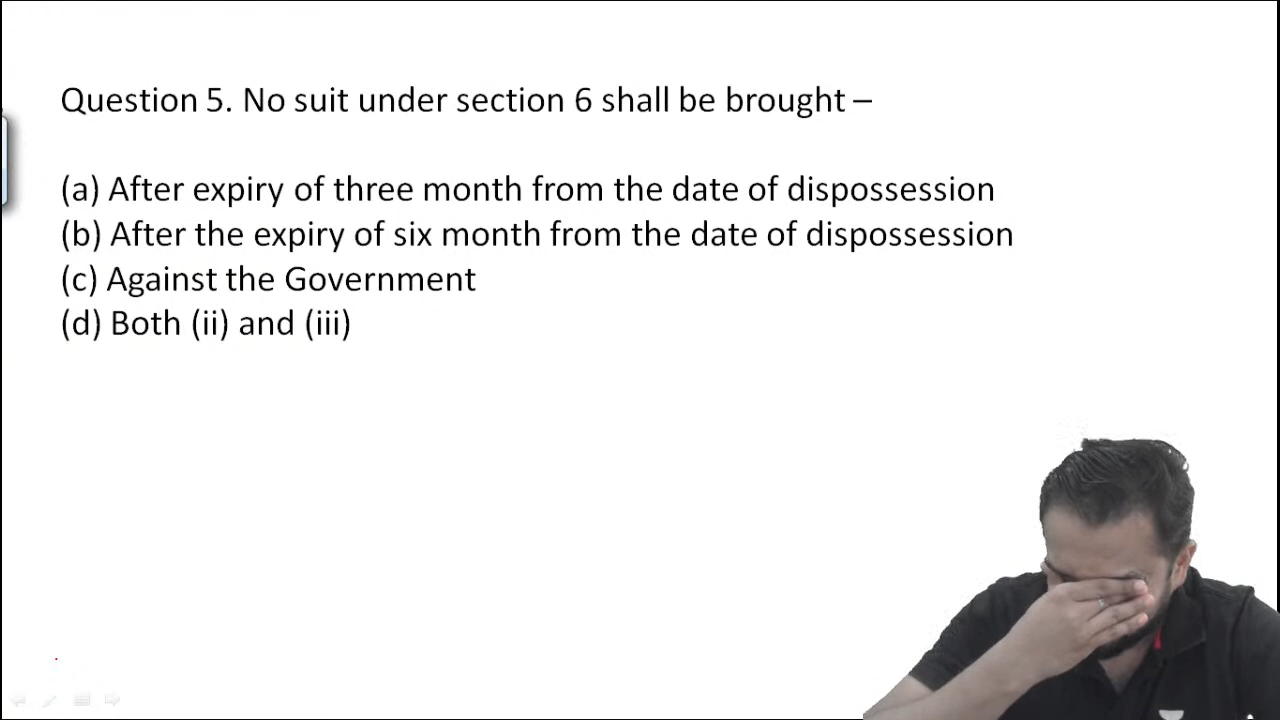 Question 5. No suit under section 6 shall be brought –
(a) After expiry of three month from the date of dispossession
(b) After the expiry of six month from the date of dispossession
(c) Against the Government
(d) Both (ii) and (iii)